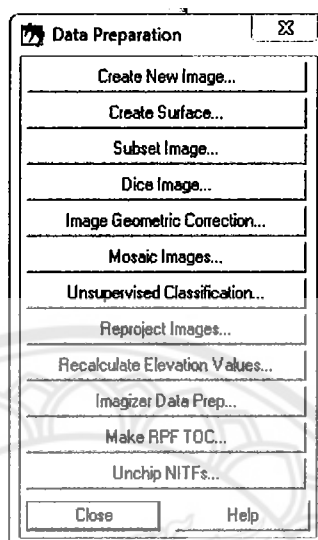 Data Preparation
Create New Image...
Create Surface...
Subset Image...
Dice Image...
Image Geometric Correction...
Mosaic Images...
Unsupervised Classification...
Reproject Images...
Recalculate Elevation Values...
Imagizer Data Prep...
Make RPF TOC...
Unchip NITFs...
Close Help